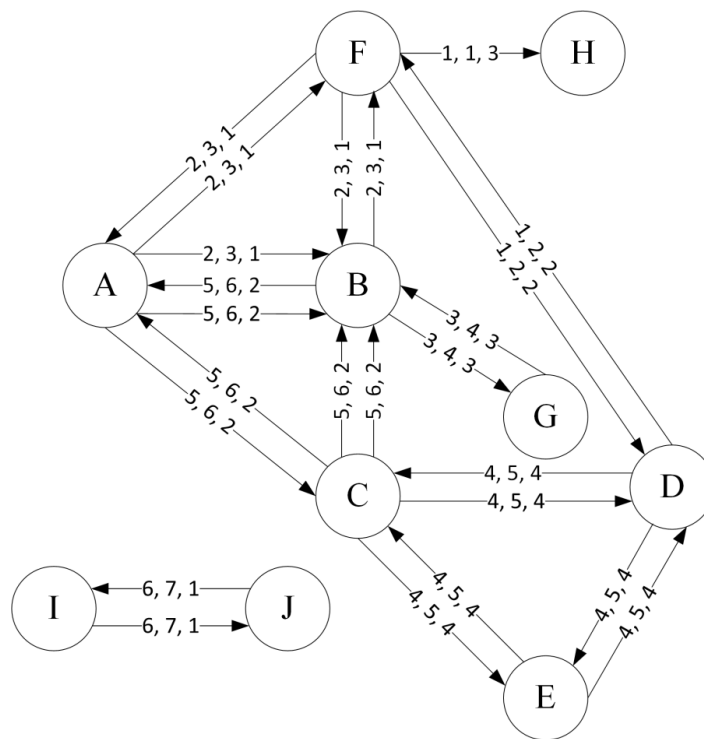 F
1, 1, 3
H
2, 3, 1
2, 3, 1
2, 3, 1
2, 3, 1
1, 2, 2
1, 2, 2
A
2, 3, 1
5, 6, 2
5, 6, 2
B
3, 4, 3
3, 4, 3
G
5, 6, 2
5, 6, 2
5, 6, 2
5, 6, 2
C
4, 5, 4
4, 5, 4
D
I
6, 7, 1
6, 7, 1
J
4, 5, 4
4, 5, 4
4, 5, 4
4, 5, 4
E